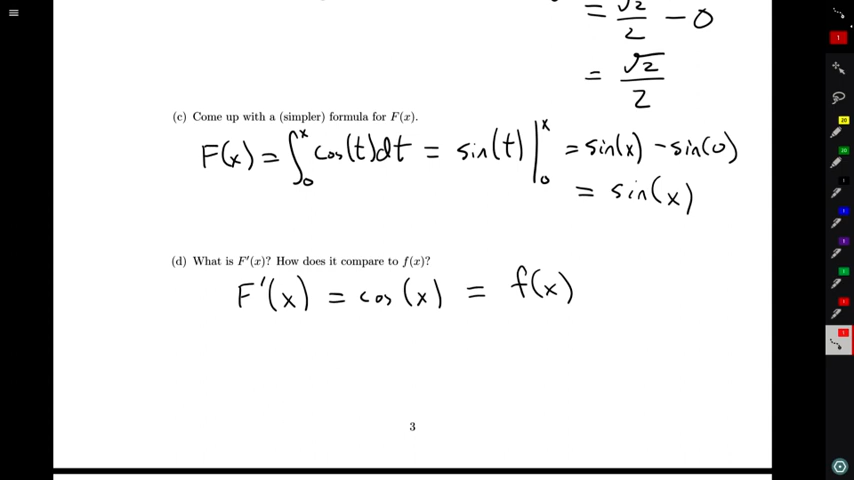 = √2/2 - 0
= √2/2
(c) Come up with a (simpler) formula for F(x).
F(x) = ∫₀ˣ cos(t)dt = sin(t)|₀ˣ = sin(x) - sin(0)
= sin(x)
(d) What is F′(x)? How does it compare to f(x)?
F'(x) = cos(x) = f(x)
3